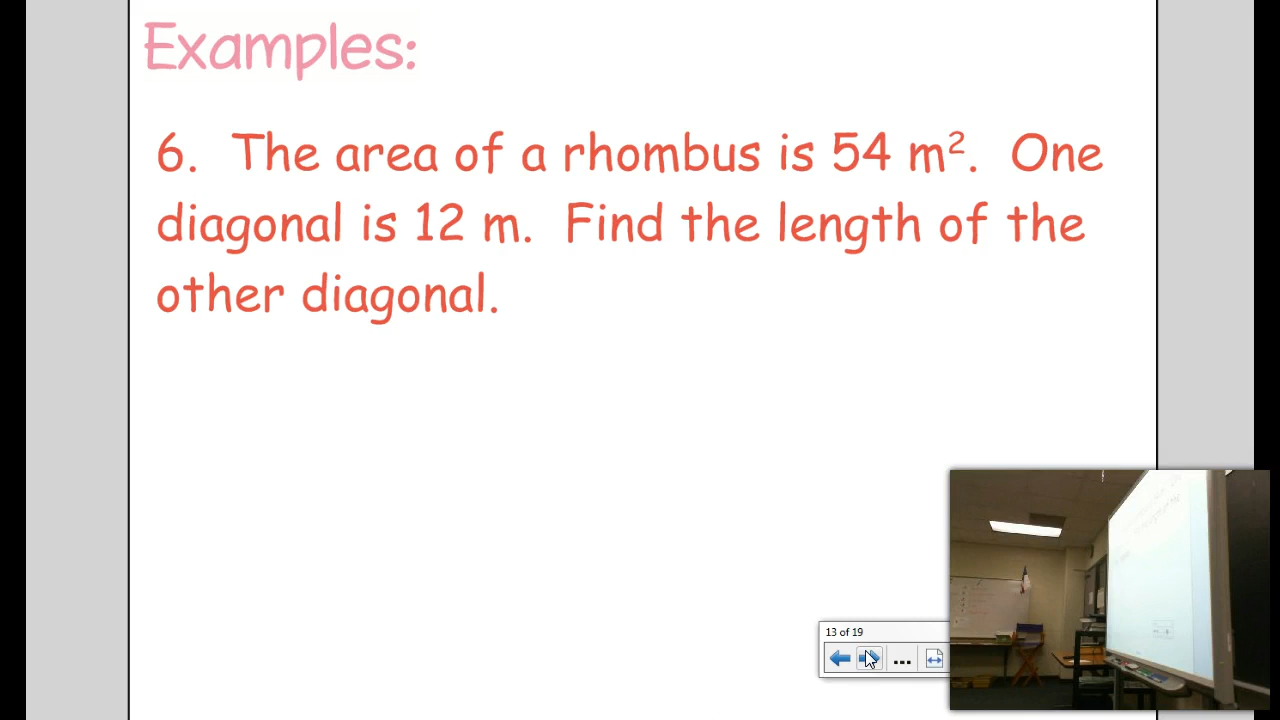 Examples:
6. The area of a rhombus is 54 m². One
diagonal is 12 m. Find the length of the
other diagonal.
13 of 19
...